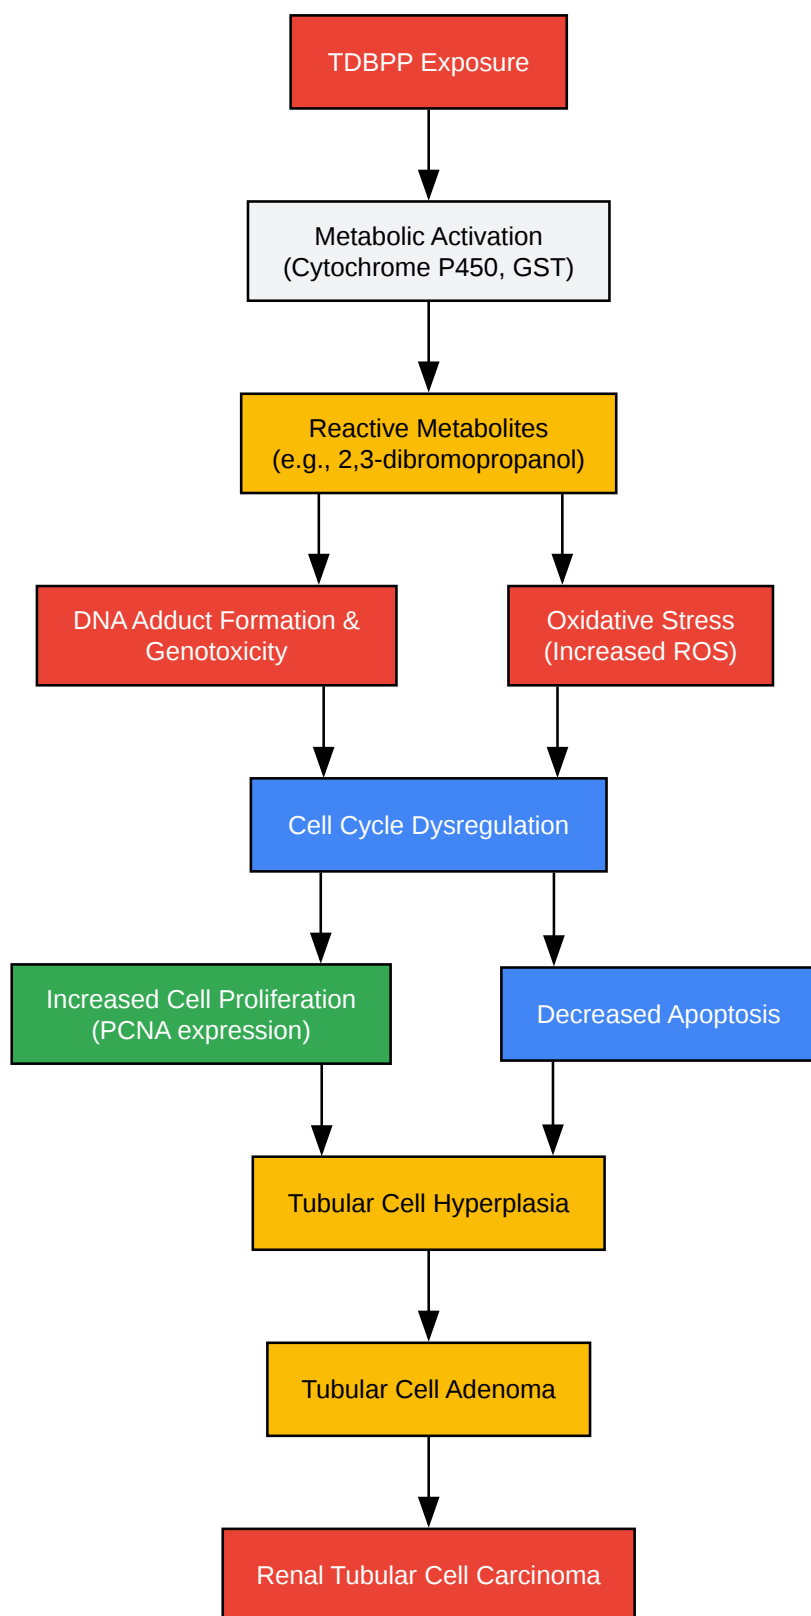 TDBPP Exposure
Metabolic Activation
(Cytochrome P450, GST)
Reactive Metabolites
(e.g., 2,3-dibromopropanol)
DNA Adduct Formation &
Genotoxicity
Oxidative Stress
(Increased ROS)
Cell Cycle Dysregulation
Increased Cell Proliferation
(PCNA expression)
Decreased Apoptosis
Tubular Cell Hyperplasia
Tubular Cell Adenoma
Renal Tubular Cell Carcinoma